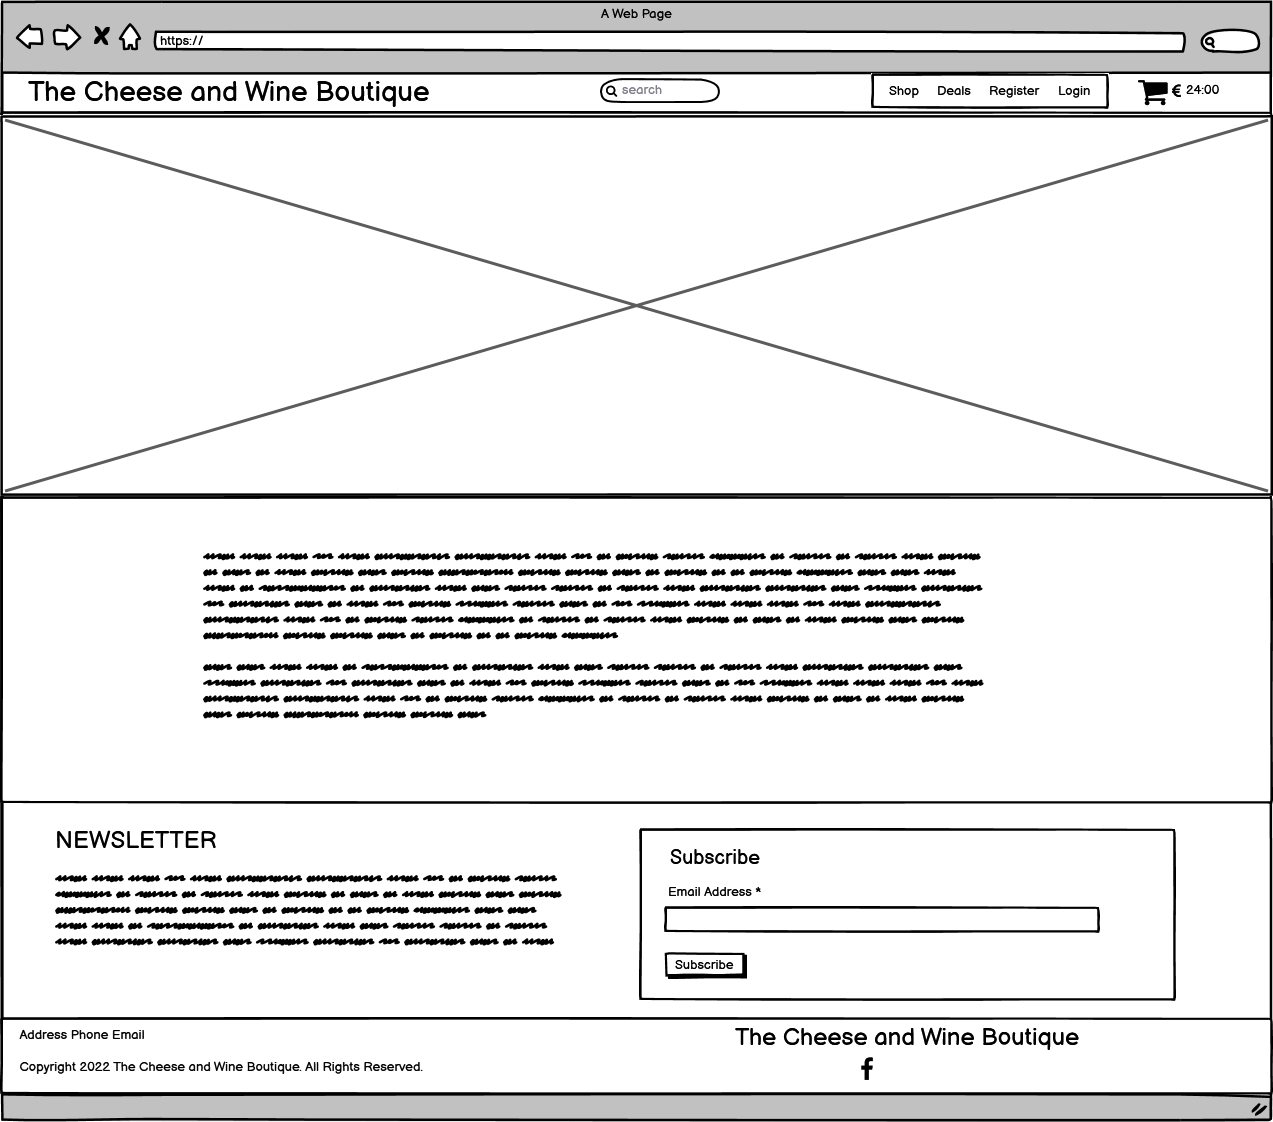 A Web Page
https://
The Cheese and Wine Boutique
search
Shop Deals Register Login
€ 24:00
NEWSLETTER
Subscribe
Email Address *
Subscribe
Address Phone Email
Copyright 2022 The Cheese and Wine Boutique. All Rights Reserved.
The Cheese and Wine Boutique